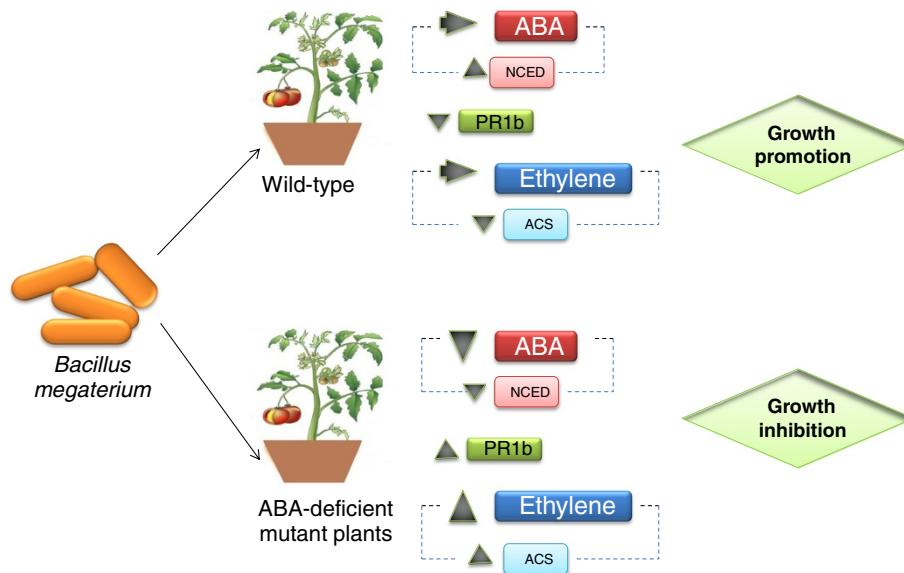 ABA
NCED
PR1b
Ethylene
ACS
Wild-type
Growth
promotion
Bacillus
megaterium
ABA
NCED
PR1b
Ethylene
ACS
ABA-deficient
mutant plants
Growth
inhibition